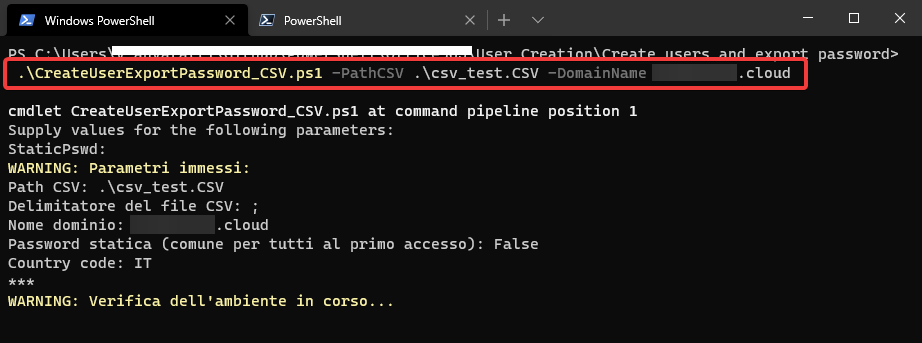 Windows PowerShell
PowerShell
PS C:\Users\ \User Creation\Create users and export password>
.\CreateUserExportPassword_CSV.ps1 -PathCSV .\csv_test.CSV -DomainName .cloud
cmdlet CreateUserExportPassword_CSV.ps1 at command pipeline position 1
Supply values for the following parameters:
StaticPswd:
WARNING: Parametri immessi:
Path CSV: .\csv_test.CSV
Delimitatore del file CSV: ;
Nome dominio: .cloud
Password statica (comune per tutti al primo accesso): False
Country code: IT
***
WARNING: Verifica dell'ambiente in corso...